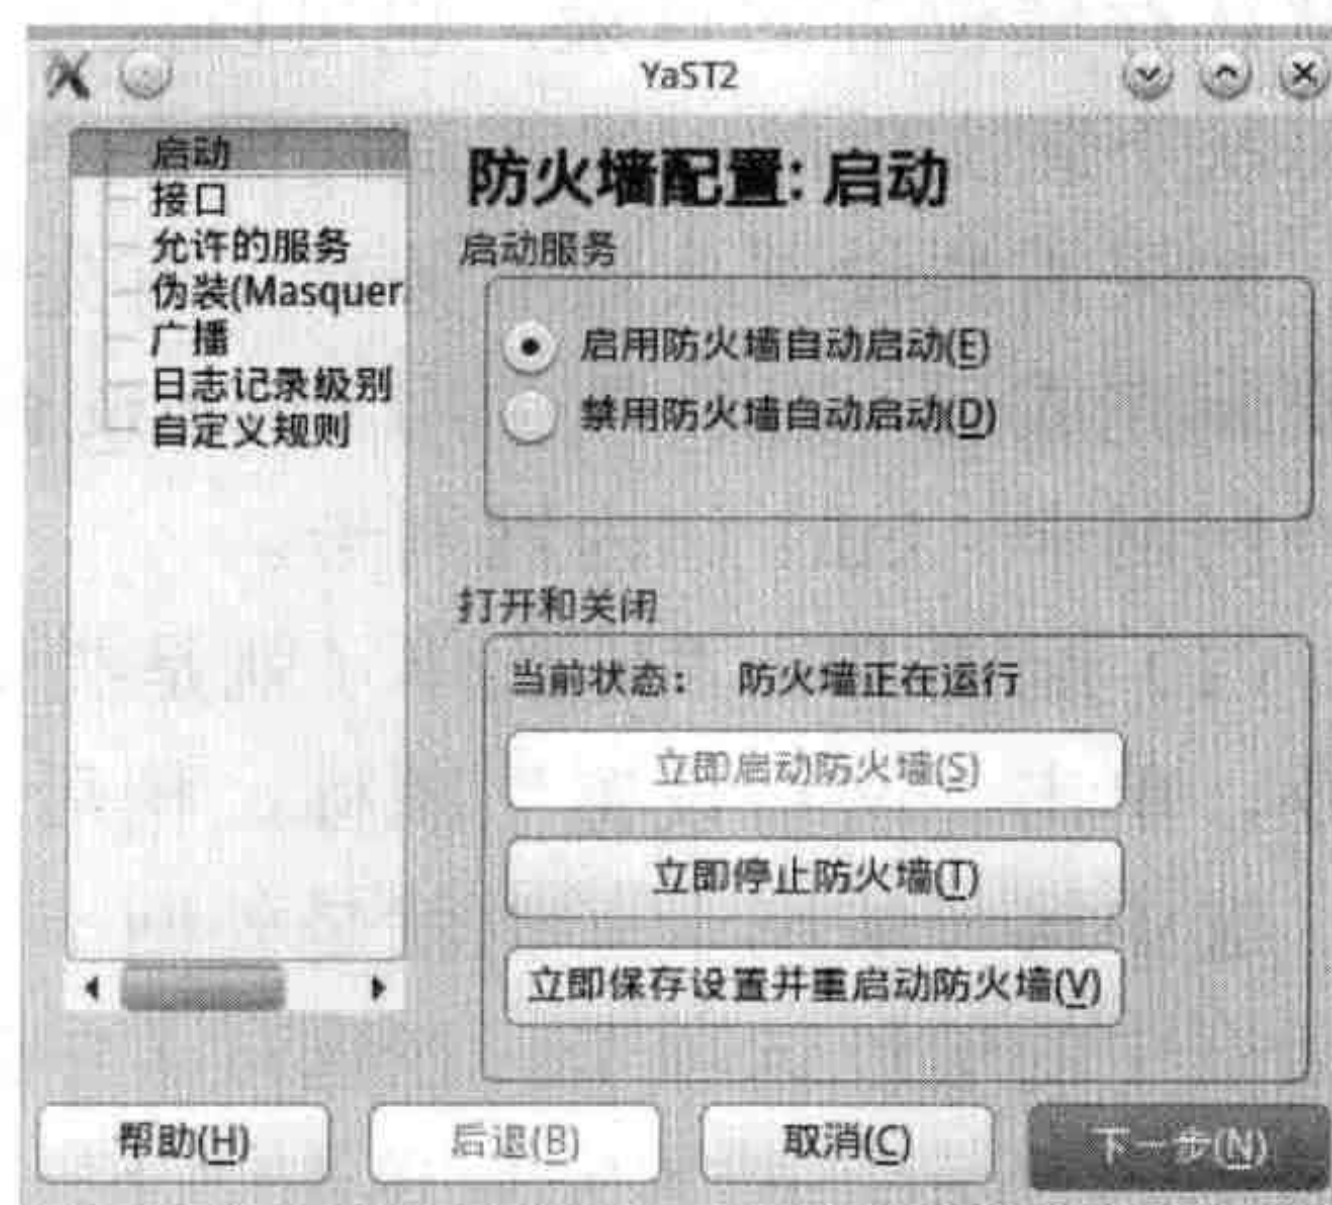 YaST2
启动
接口
允许的服务
伪装(Masquer
广播
日志记录级别
自定义规则
防火墙配置: 启动
启动服务
启用防火墙自动启动(E)
禁用防火墙自动启动(D)
打开和关闭
当前状态： 防火墙正在运行
立即启动防火墙(S)
立即停止防火墙(T)
立即保存设置并重启动防火墙(V)
帮助(H)
后退(B)
取消(C)
下一步(N)